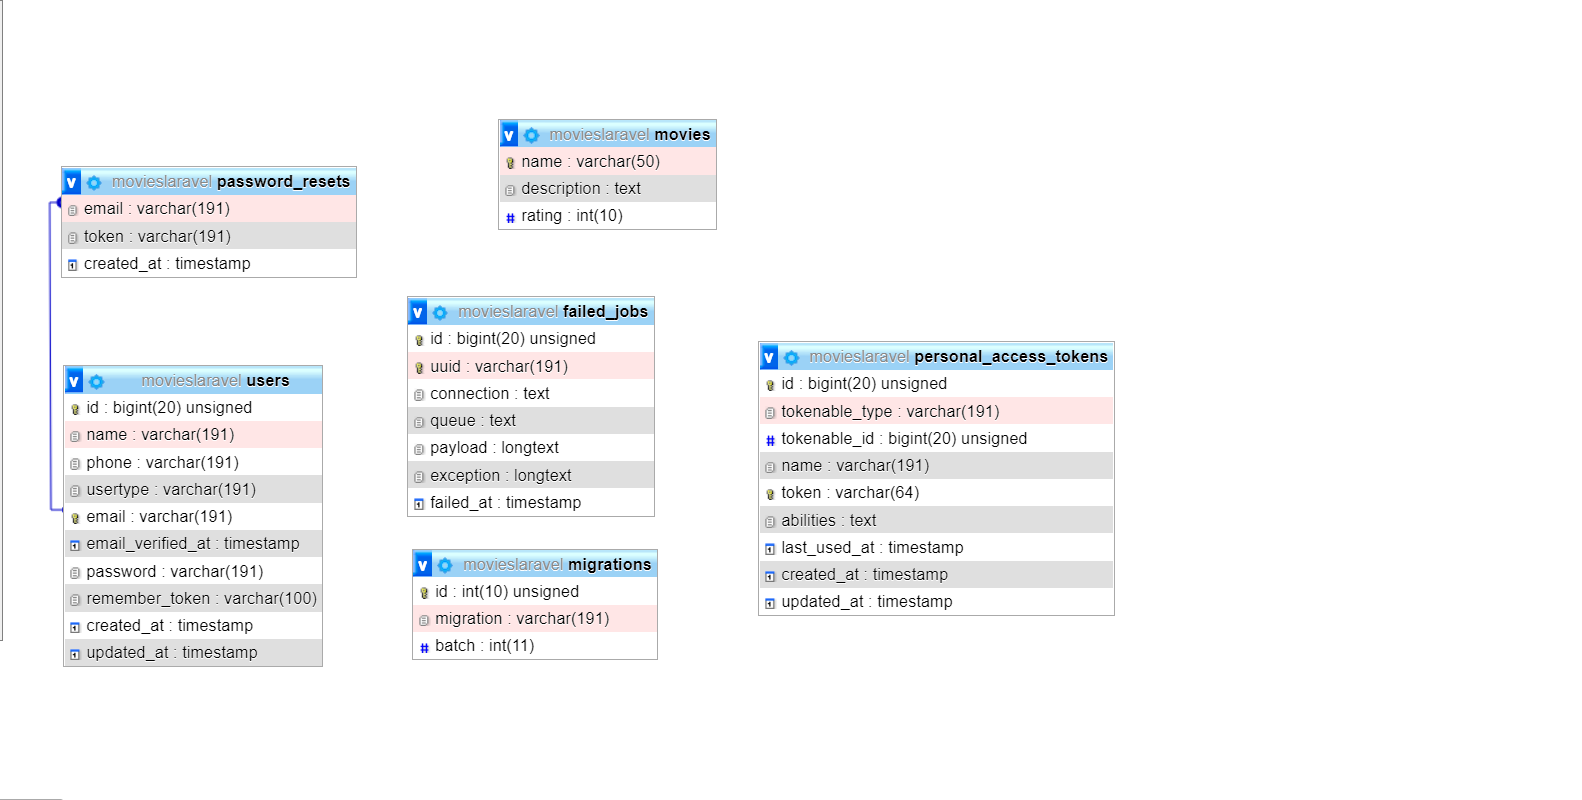 v movieslaravel password_resets
email : varchar(191)
token : varchar(191)
created_at : timestamp
v movieslaravel movies
name : varchar(50)
description : text
rating : int(10)
v movieslaravel users
id : bigint(20) unsigned
name : varchar(191)
phone : varchar(191)
usertype : varchar(191)
email : varchar(191)
email_verified_at : timestamp
password : varchar(191)
remember_token : varchar(100)
created_at : timestamp
updated_at : timestamp
v movieslaravel failed_jobs
id : bigint(20) unsigned
uuid : varchar(191)
connection : text
queue : text
payload : longtext
exception : longtext
failed_at : timestamp
v movieslaravel migrations
id : int(10) unsigned
migration : varchar(191)
# batch : int(11)
v movieslaravel personal_access_tokens
id : bigint(20) unsigned
tokenable_type : varchar(191)
# tokenable_id : bigint(20) unsigned
name : varchar(191)
token : varchar(64)
abilities : text
last_used_at : timestamp
created_at : timestamp
updated_at : timestamp